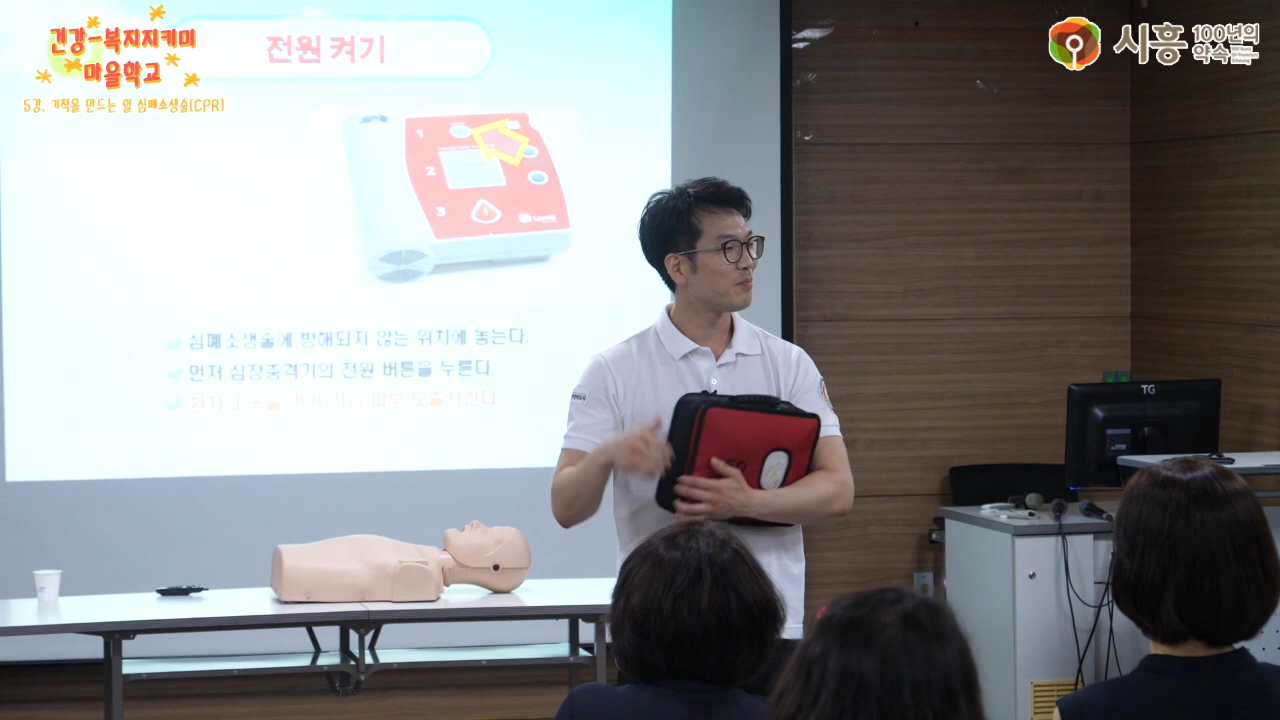 건강-복지지키미
마을학교
5강. 기적을 만드는 일 심폐소생술(CPR)
시흥 100년의
약속
전원 켜기
1
2
3
심폐소생술에 방해되지 않는 위치에 놓는다.
먼저 심장충격기의 전원 버튼을 누른다.
TG